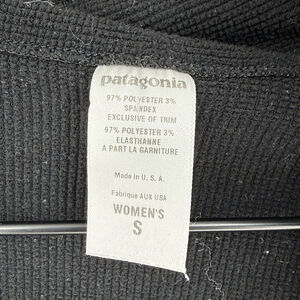 patagonia
97% POLYESTER 3%
SPANDEX
EXCLUSIVE OF TRIM
97% POLYESTER 3%
ELASTHANNE
A PART LA GARNITURE
Made in U. S. A.
Fabrique AUX USA
WOMEN'S
S